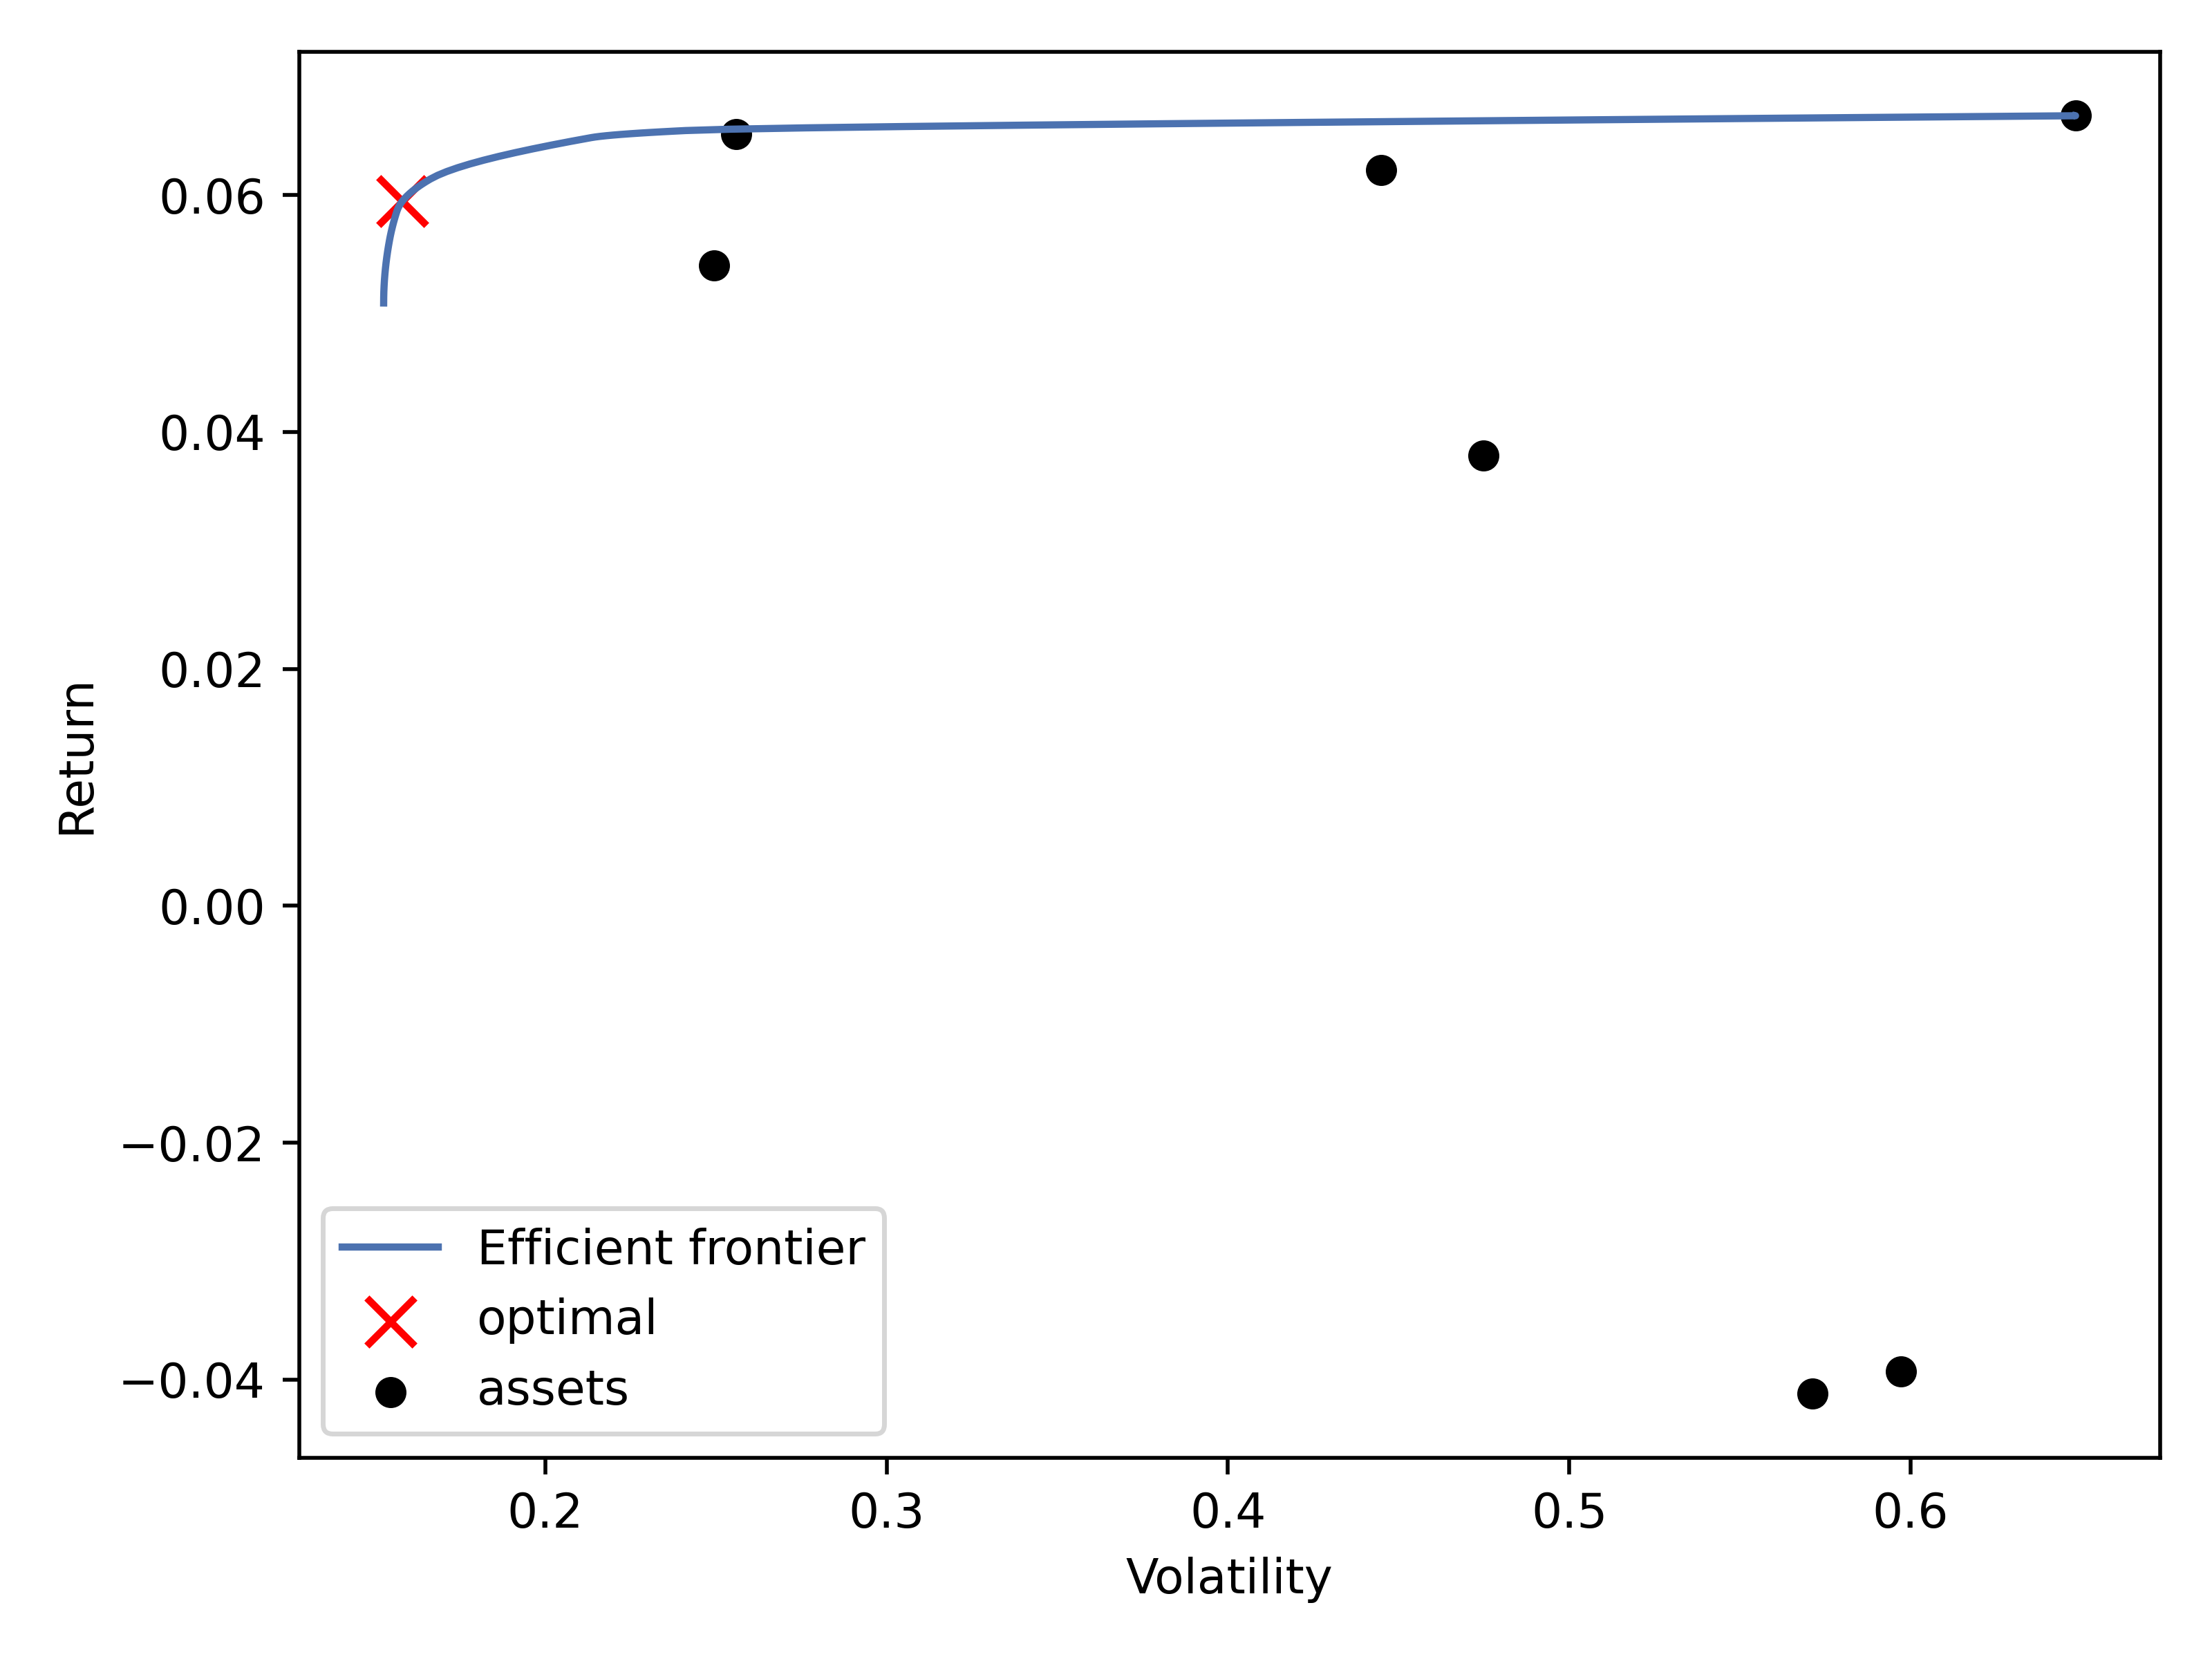 0.06
0.04
0.02
0.00
−0.02
−0.04
Return
Efficient frontier
optimal
assets
0.2 0.3 0.4 0.5 0.6
Volatility